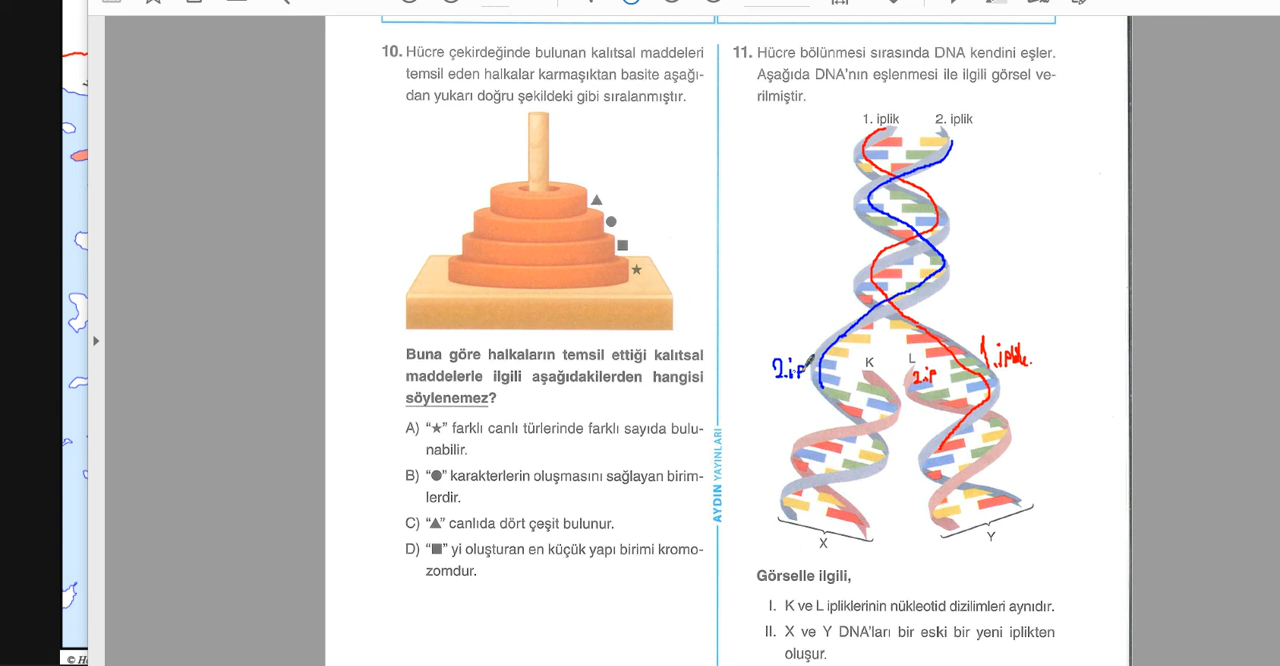 10. Hücre çekirdeğinde bulunan kalıtsal maddeleri
temsil eden halkalar karmaşıktan basite aşağı-
dan yukarı doğru şekildeki gibi sıralanmıştır.
▲
●
■
★
Buna göre halkaların temsil ettiği kalıtsal
maddelerle ilgili aşağıdakilerden hangisi
söylenemez?
A) “★” farklı canlı türlerinde farklı sayıda bulu-
nabilir.
B) “●” karakterlerin oluşmasını sağlayan birim-
lerdir.
C) “▲” canlıda dört çeşit bulunur.
D) “■” yi oluşturan en küçük yapı birimi kromo-
zomdur.
AYDIN YAYINLARI
11. Hücre bölünmesi sırasında DNA kendini eşler.
Aşağıda DNA'nın eşlenmesi ile ilgili görsel ve-
rilmiştir.
1. iplik 2. iplik
2.ip K L 1.iplik.
2.ip
X Y
Görselle ilgili,
I. K ve L ipliklerinin nükleotid dizilimleri aynıdır.
II. X ve Y DNA'ları bir eski bir yeni iplikten
oluşur.